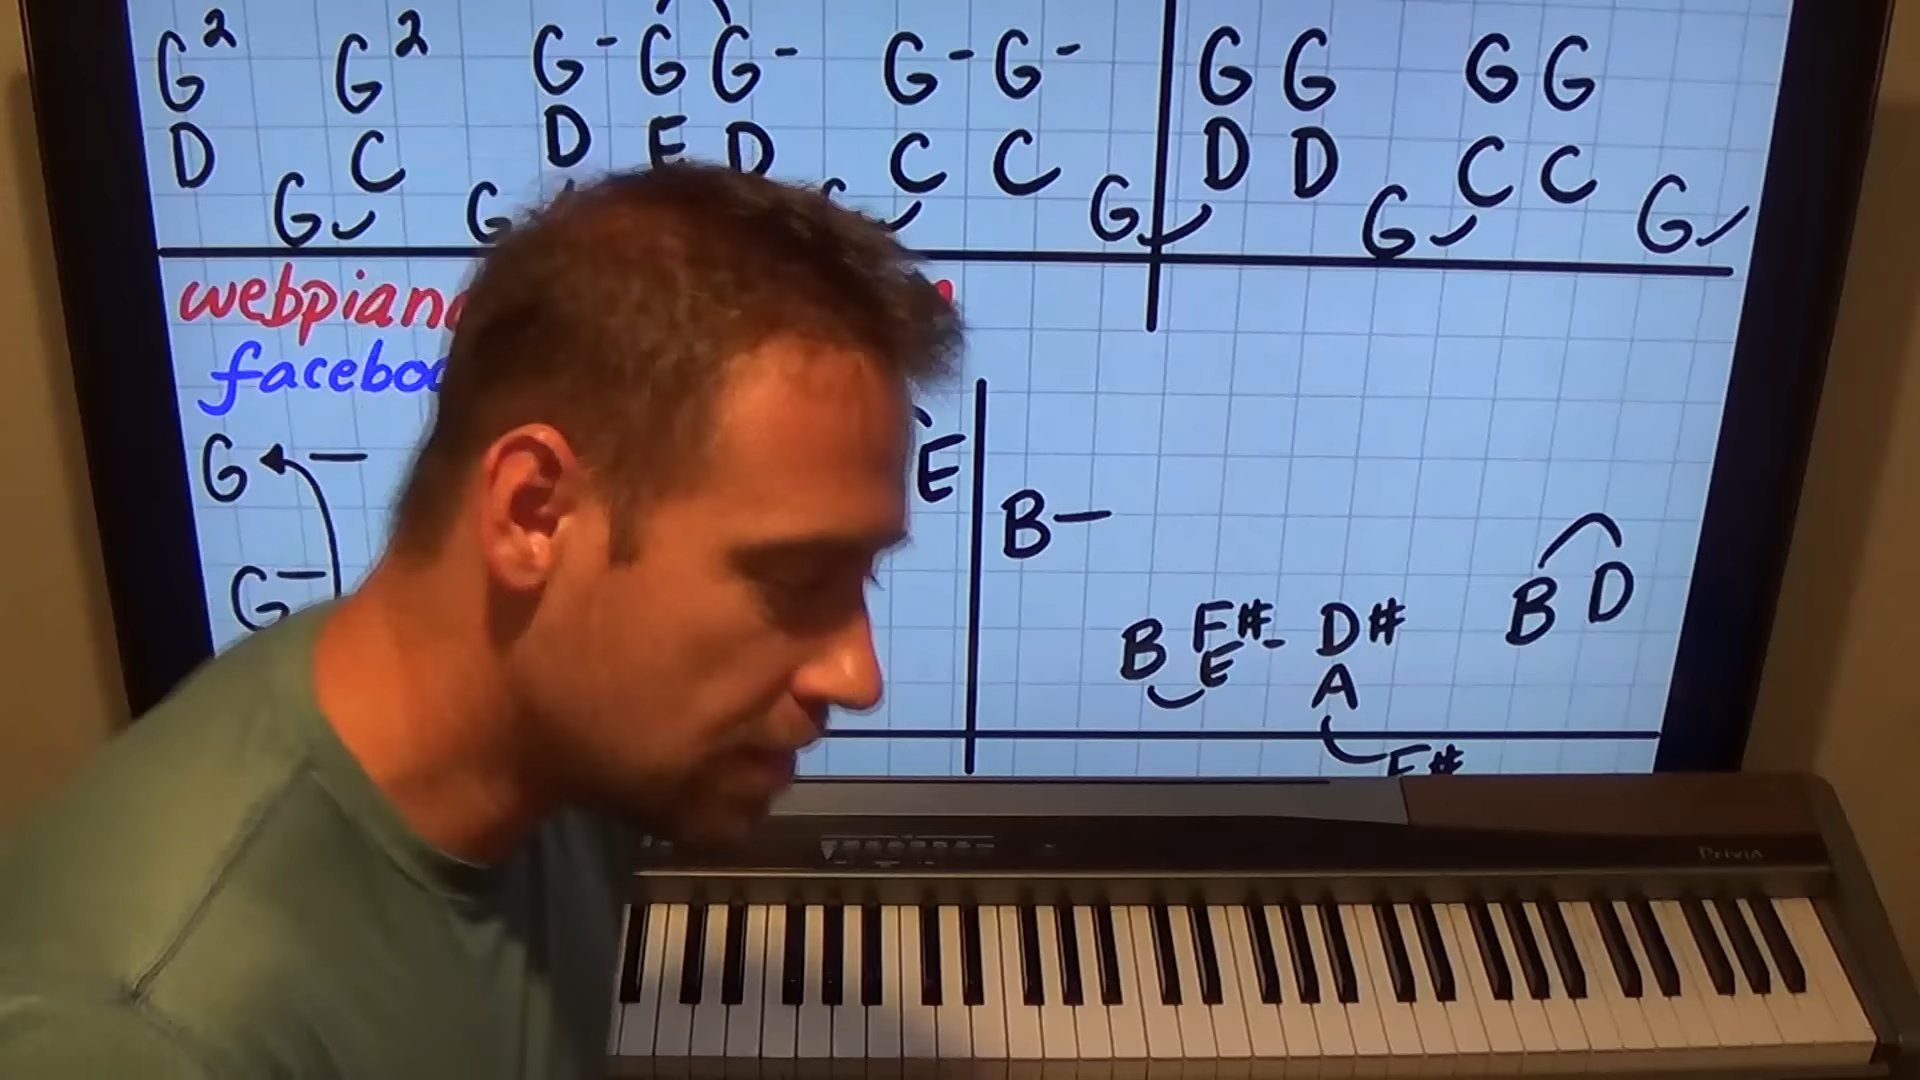 G² G² G- G G- G- G- G G G G
D C D E D C C D D C C
G G G G G
webpian
faceboo
G — E
B —
G — B D
B F#- D#
E A
F#
Privia